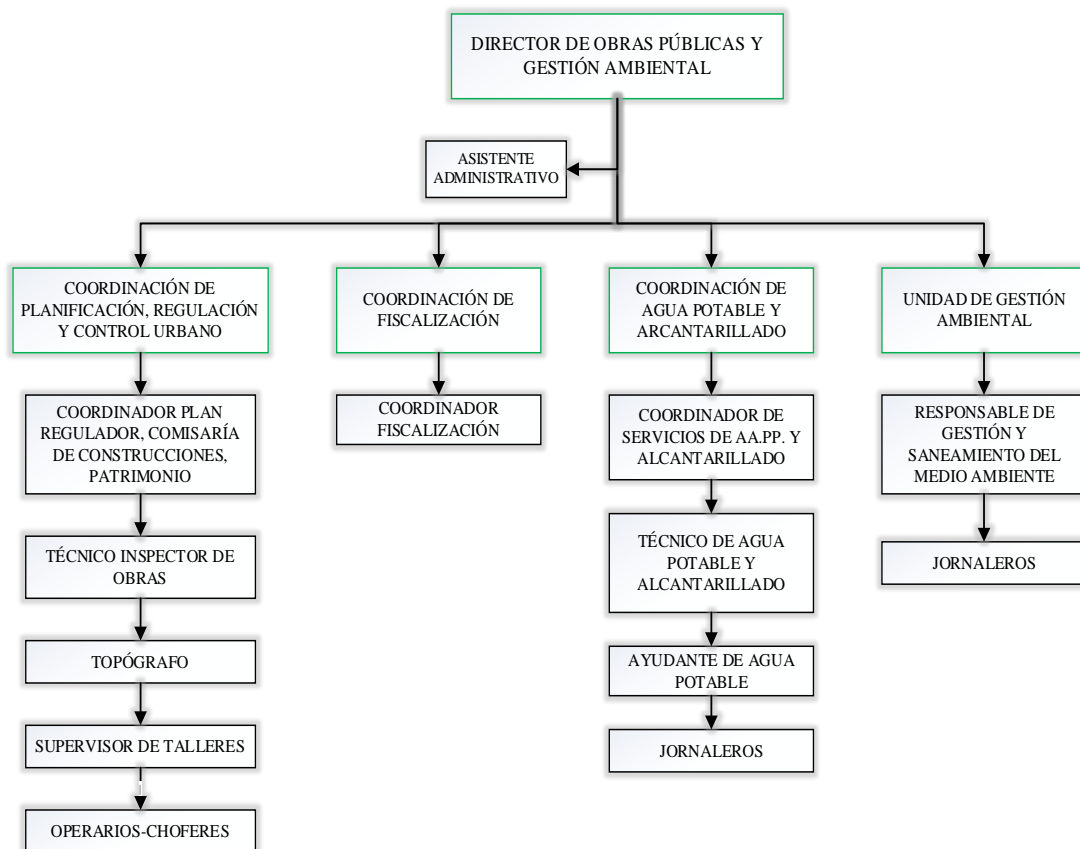 DIRECTOR DE OBRAS PÚBLICAS Y
GESTIÓN AMBIENTAL
ASISTENTE
ADMINISTRATIVO
COORDINACIÓN DE
PLANIFICACIÓN, REGULACIÓN
Y CONTROL URBANO
COORDINADOR PLAN
REGULADOR, COMISARÍA
DE CONSTRUCCIONES,
PATRIMONIO
TÉCNICO INSPECTOR DE
OBRAS
TOPÓGRAFO
SUPERVISOR DE TALLERES
OPERARIOS-CHOFERES
COORDINACIÓN DE
FISCALIZACIÓN
COORDINADOR
FISCALIZACIÓN
COORDINACIÓN DE
AGUA POTABLE Y
ARCANTARILLADO
COORDINADOR DE
SERVICIOS DE AA.PP. Y
ALCANTARILLADO
TÉCNICO DE AGUA
POTABLE Y
ALCANTARILLADO
AYUDANTE DE AGUA
POTABLE
JORNALEROS
UNIDAD DE GESTIÓN
AMBIENTAL
RESPONSABLE DE
GESTIÓN Y
SANEAMIENTO DEL
MEDIO AMBIENTE
JORNALEROS